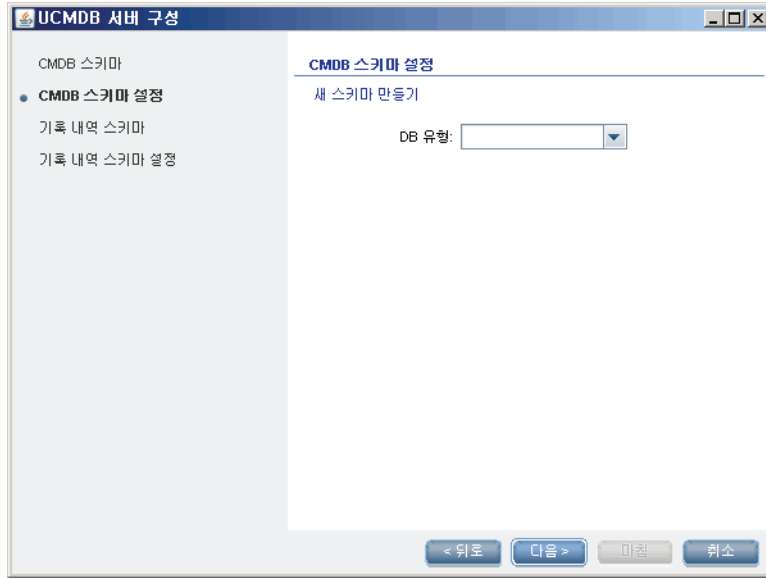 UCMDB 서버 구성
CMDB 스키마
CMDB 스키마 설정
기록 내역 스키마
기록 내역 스키마 설정
CMDB 스키마 설정
새 스키마 만들기
DB 유형:
< 뒤로
다음 >
마침
취소